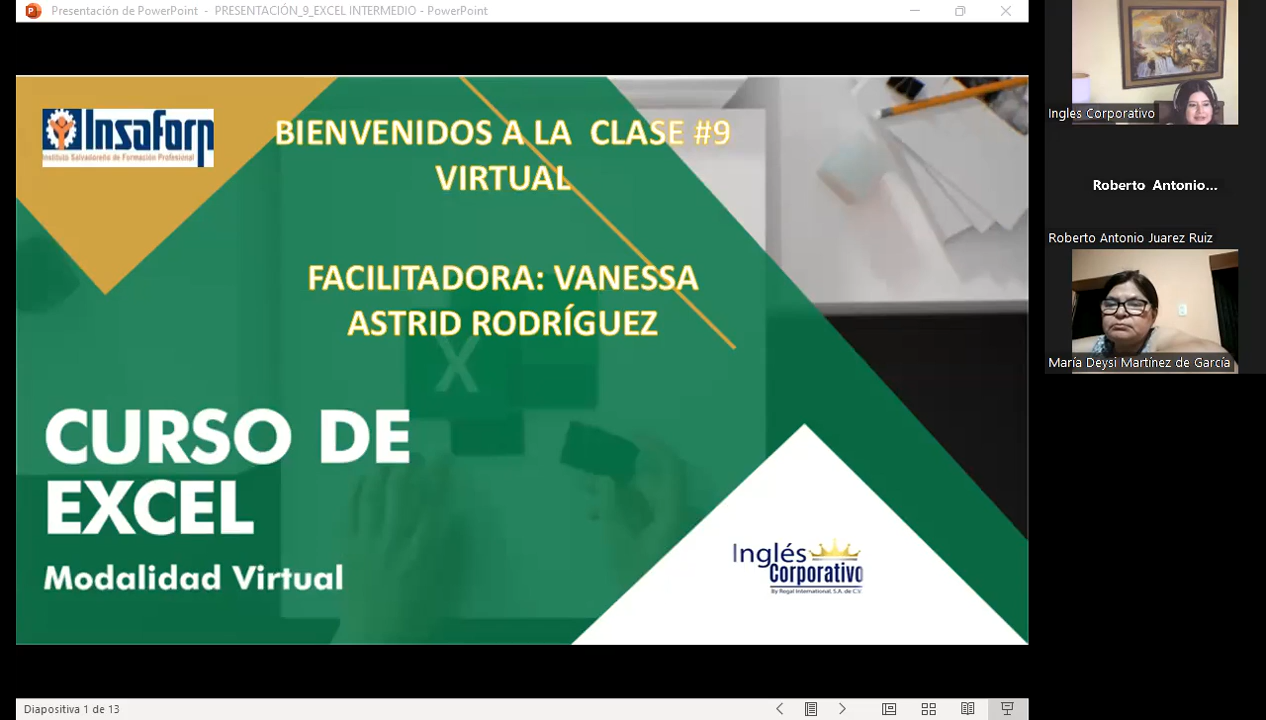 Presentación de PowerPoint - PRESENTACIÓN_9_EXCEL INTERMEDIO - PowerPoint
Insaforp
Instituto Salvadoreño de Formación Profesional
BIENVENIDOS A LA CLASE #9
VIRTUAL
FACILITADORA: VANESSA
ASTRID RODRÍGUEZ
CURSO DE
EXCEL
Modalidad Virtual
Inglés
Corporativo
By Regal International, S.A. de C.V.
Diapositiva 1 de 13
Ingles Corporativo
Roberto Antonio...
Roberto Antonio Juarez Ruiz
María Deysi Martínez de García